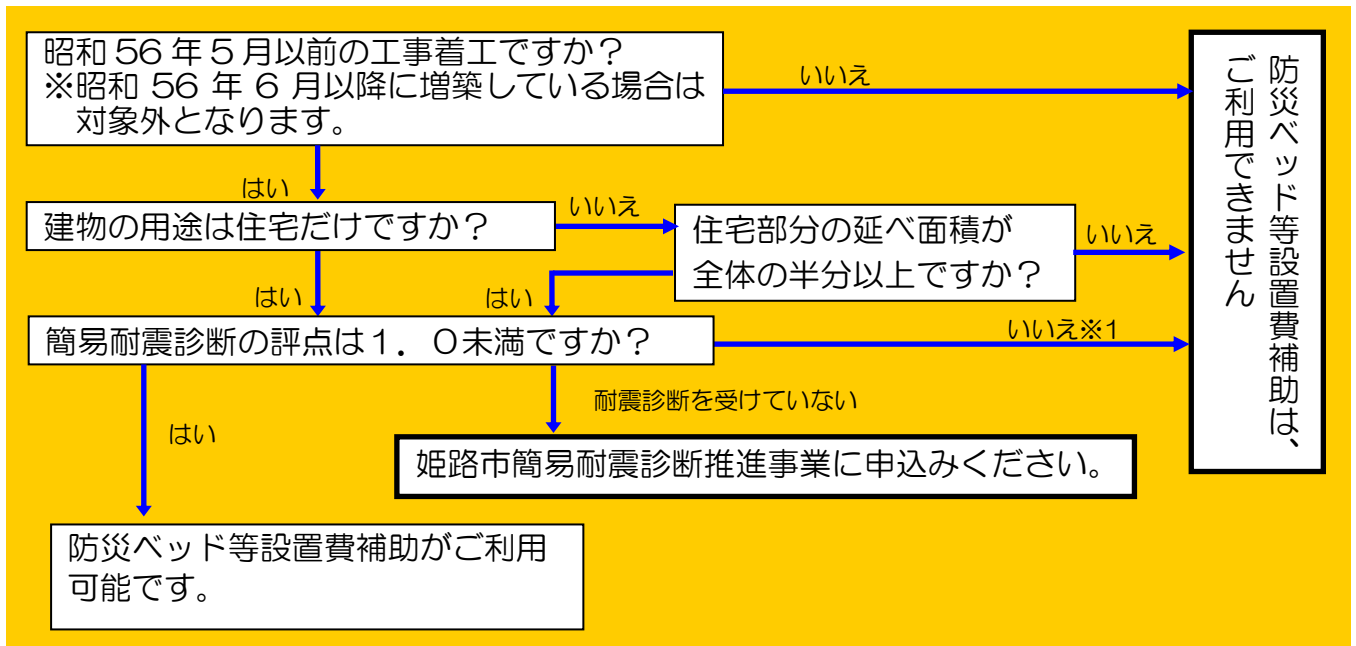 昭和56年5月以前の工事着工ですか？
※昭和 56 年 6 月以降に増築している場合は
対象外となります。
いいえ
はい
建物の用途は住宅だけですか？
いいえ
住宅部分の延べ面積が
全体の半分以上ですか？
いいえ
はい
はい
簡易耐震診断の評点は１．０未満ですか？
いいえ※1
耐震診断を受けていない
はい
姫路市簡易耐震診断推進事業に申込みください。
防災ベッド等設置費補助がご利用
可能です。
防災ベッド等設置費補助は、
ご利用できません